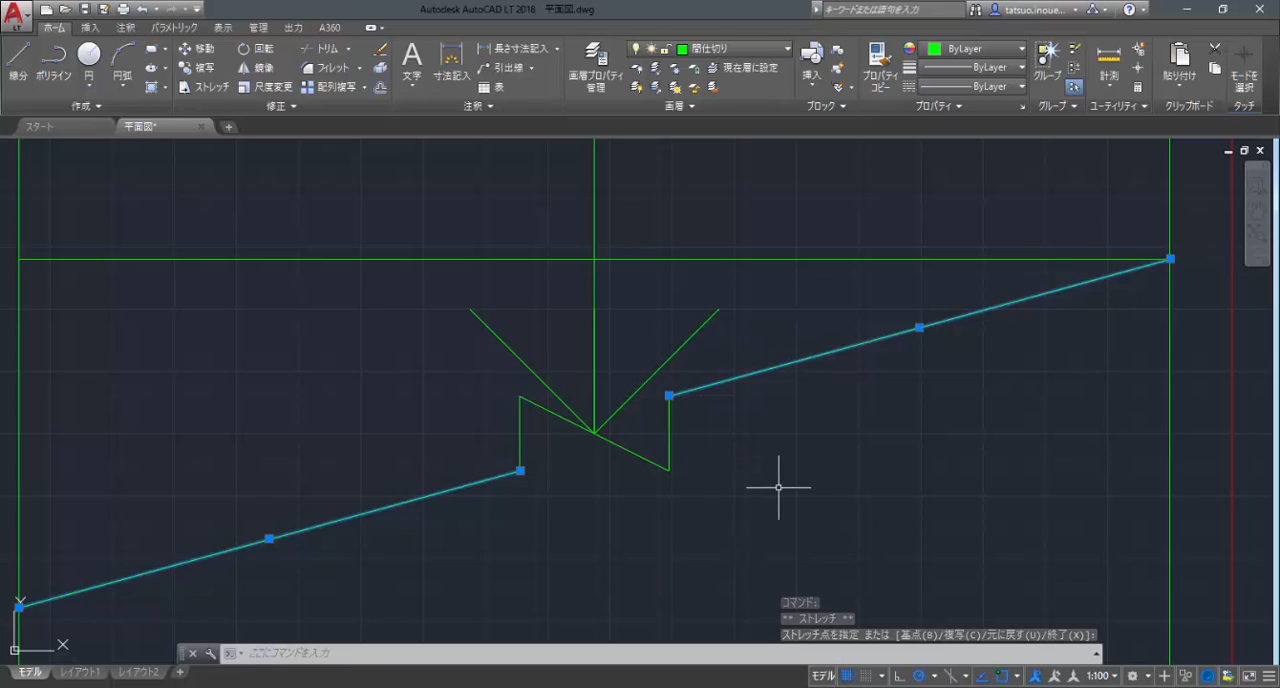 A
LT
Autodesk AutoCAD LT 2018 平面図.dwg
キーワードまたは語句を入力
tatsuo.inoue...
ホーム 挿入 注釈 パラメトリック 表示 管理 出力 A360
線分 ポリライン 円 円弧
移動 回転 トリム
複写 鏡像 フィレット
ストレッチ 尺度変更 配列複写
A
文字 寸法記入
長さ寸法記入
引出線
表
画層プロパティ
管理
間仕切り
現在層に設定
挿入
プロパティ
コピー
ByLayer
ByLayer
ByLayer
グループ
計測
貼り付け
モードを
選択
作成 修正 注釈 画層 ブロック プロパティ グループ ユーティリティ クリップボード タッチ
スタート 平面図* +
コマンド:
** ストレッチ **
ストレッチ点を指定 または [基点(B)/複写(C)/元に戻す(U)/終了(X)]:
ここにコマンドを入力
Y
X
モデル レイアウト1 レイアウト2 +
モデル 1:100